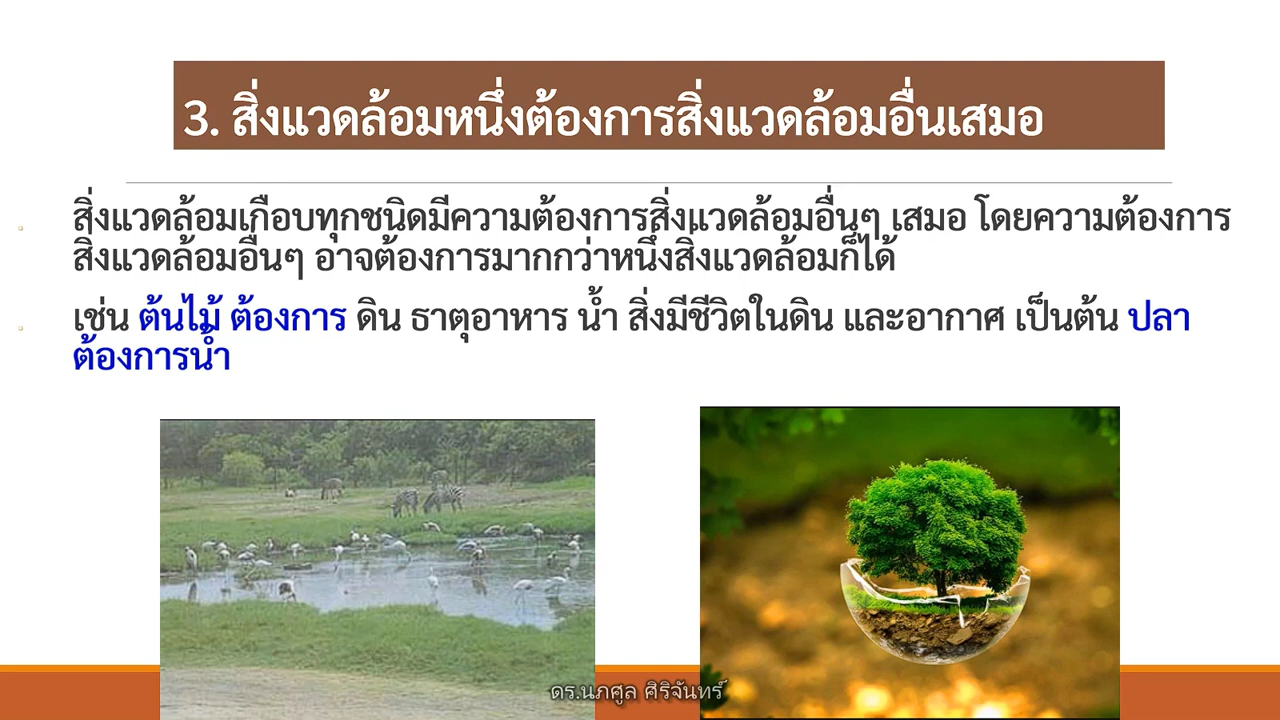 3. สิ่งแวดล้อมหนึ่งต้องการสิ่งแวดล้อมอื่นเสมอ
สิ่งแวดล้อมเกือบทุกชนิดมีความต้องการสิ่งแวดล้อมอื่นๆ เสมอ โดยความต้องการ
สิ่งแวดล้อมอื่นๆ อาจต้องการมากกว่าหนึ่งสิ่งแวดล้อมก็ได้
เช่น ต้นไม้ ต้องการ ดิน ธาตุอาหาร น้ำ สิ่งมีชีวิตในดิน และอากาศ เป็นต้น ปลา
ต้องการน้ำ
ดร.นภศูล ศิริจันทร์